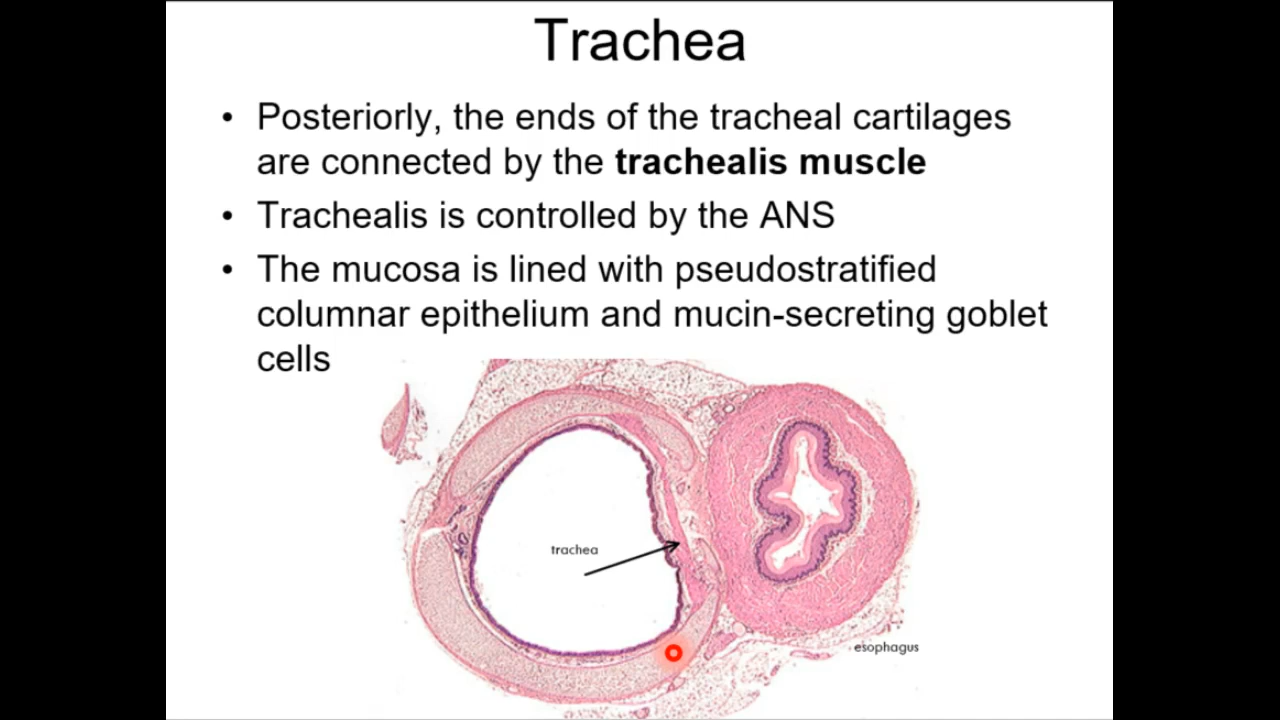 Trachea
• Posteriorly, the ends of the tracheal cartilages
are connected by the trachealis muscle
• Trachealis is controlled by the ANS
• The mucosa is lined with pseudostratified
columnar epithelium and mucin-secreting goblet
cells
trachea
esophagus